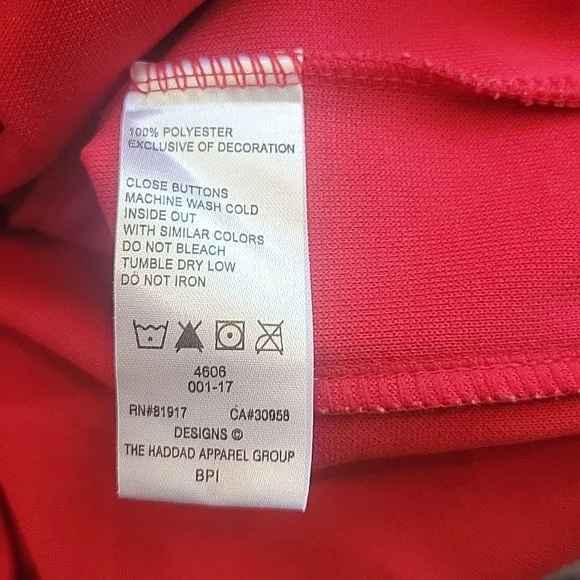 100% POLYESTER
EXCLUSIVE OF DECORATION
CLOSE BUTTONS
MACHINE WASH COLD
INSIDE OUT
WITH SIMILAR COLORS
DO NOT BLEACH
TUMBLE DRY LOW
DO NOT IRON
4606
001-17
RN#81917 CA#30958
DESIGNS ©
THE HADDAD APPAREL GROUP
BPI